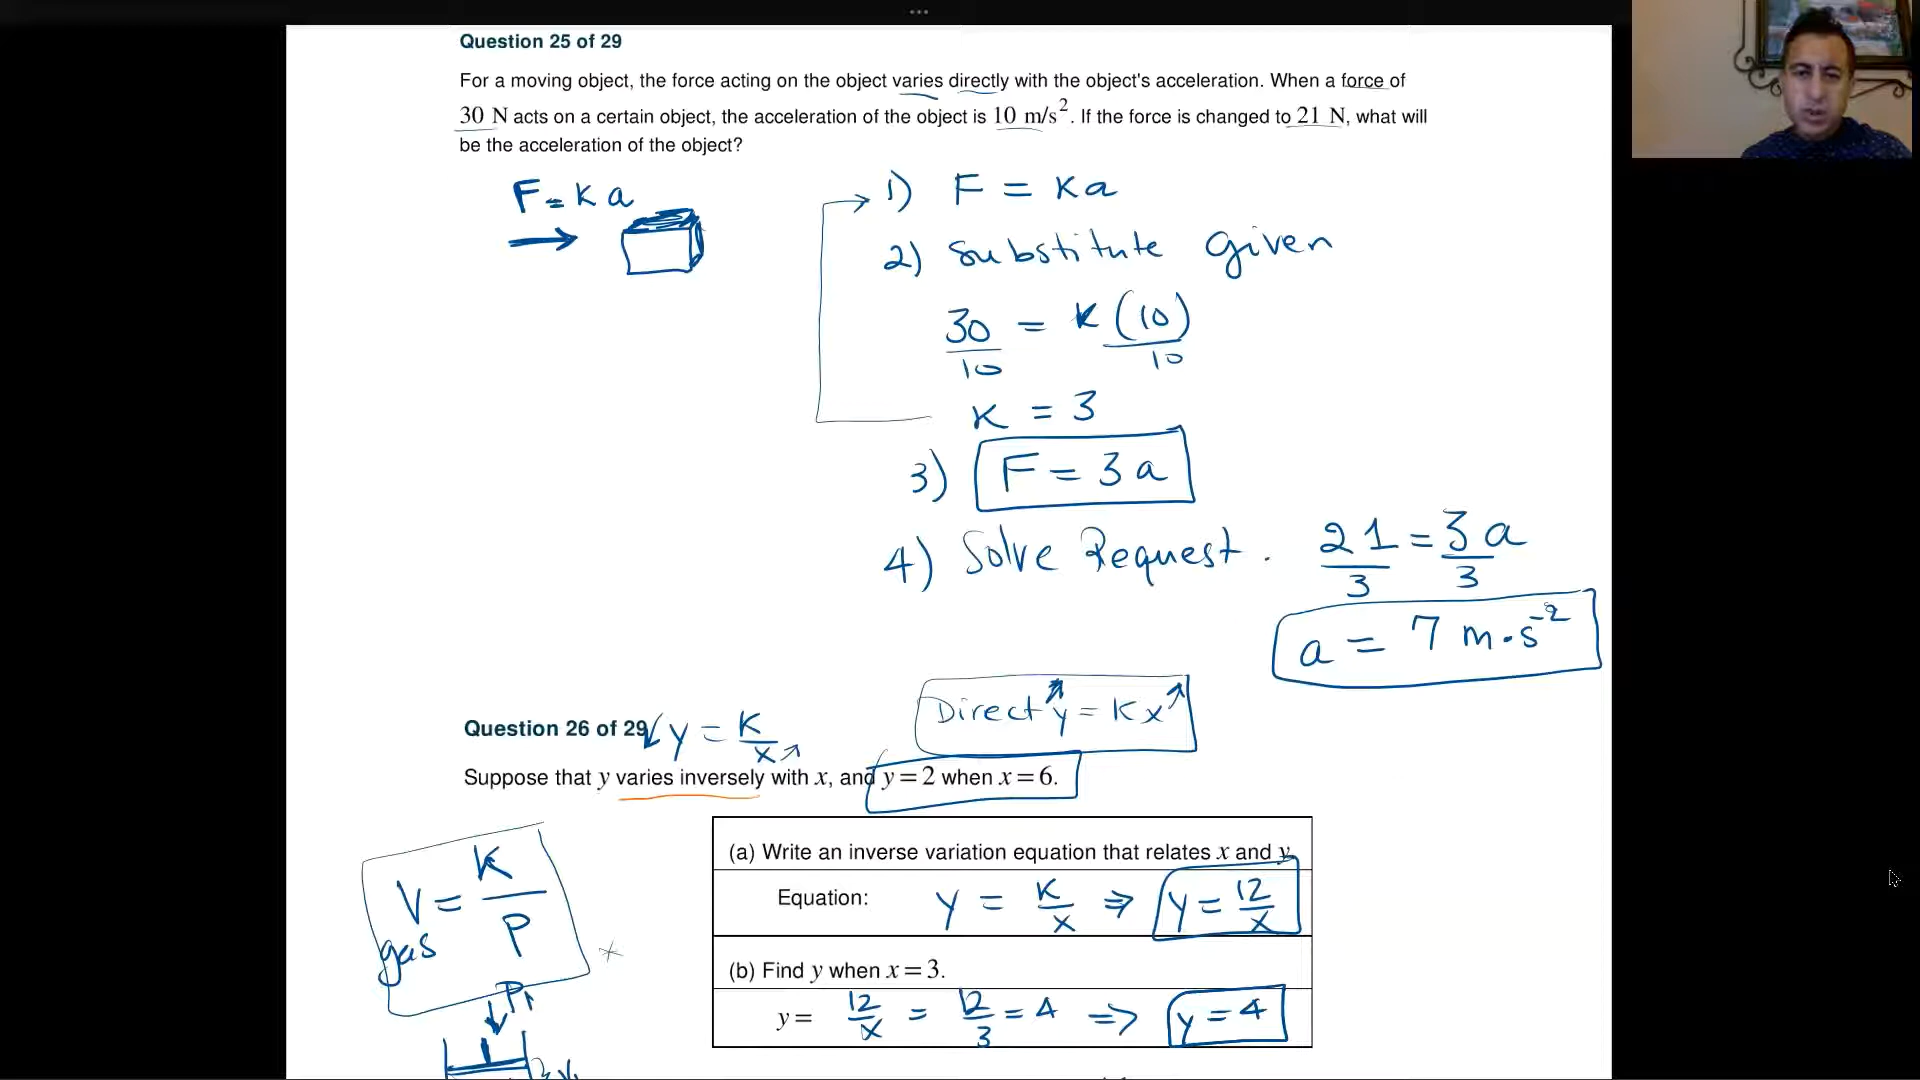 Question 25 of 29
For a moving object, the force acting on the object varies directly with the object's acceleration. When a force of
30 N acts on a certain object, the acceleration of the object is 10 m/s². If the force is changed to 21 N, what will
be the acceleration of the object?
F = K a
1) F = Ka
2) Substitute given
30 = K (10)
10 10
K = 3
3) F = 3a
4) Solve Request.
21 = 3a
3 3
a = 7 m·s⁻²
Direct y = Kx
Question 26 of 29
y = K
x
Suppose that y varies inversely with x, and y = 2 when x = 6.
(a) Write an inverse variation equation that relates x and y.
Equation: y = K/x ⇒ y = 12/x
(b) Find y when x = 3.
y = 12/x = 12/3 = 4 ⇒ y = 4
V = K
P
gas
P↑